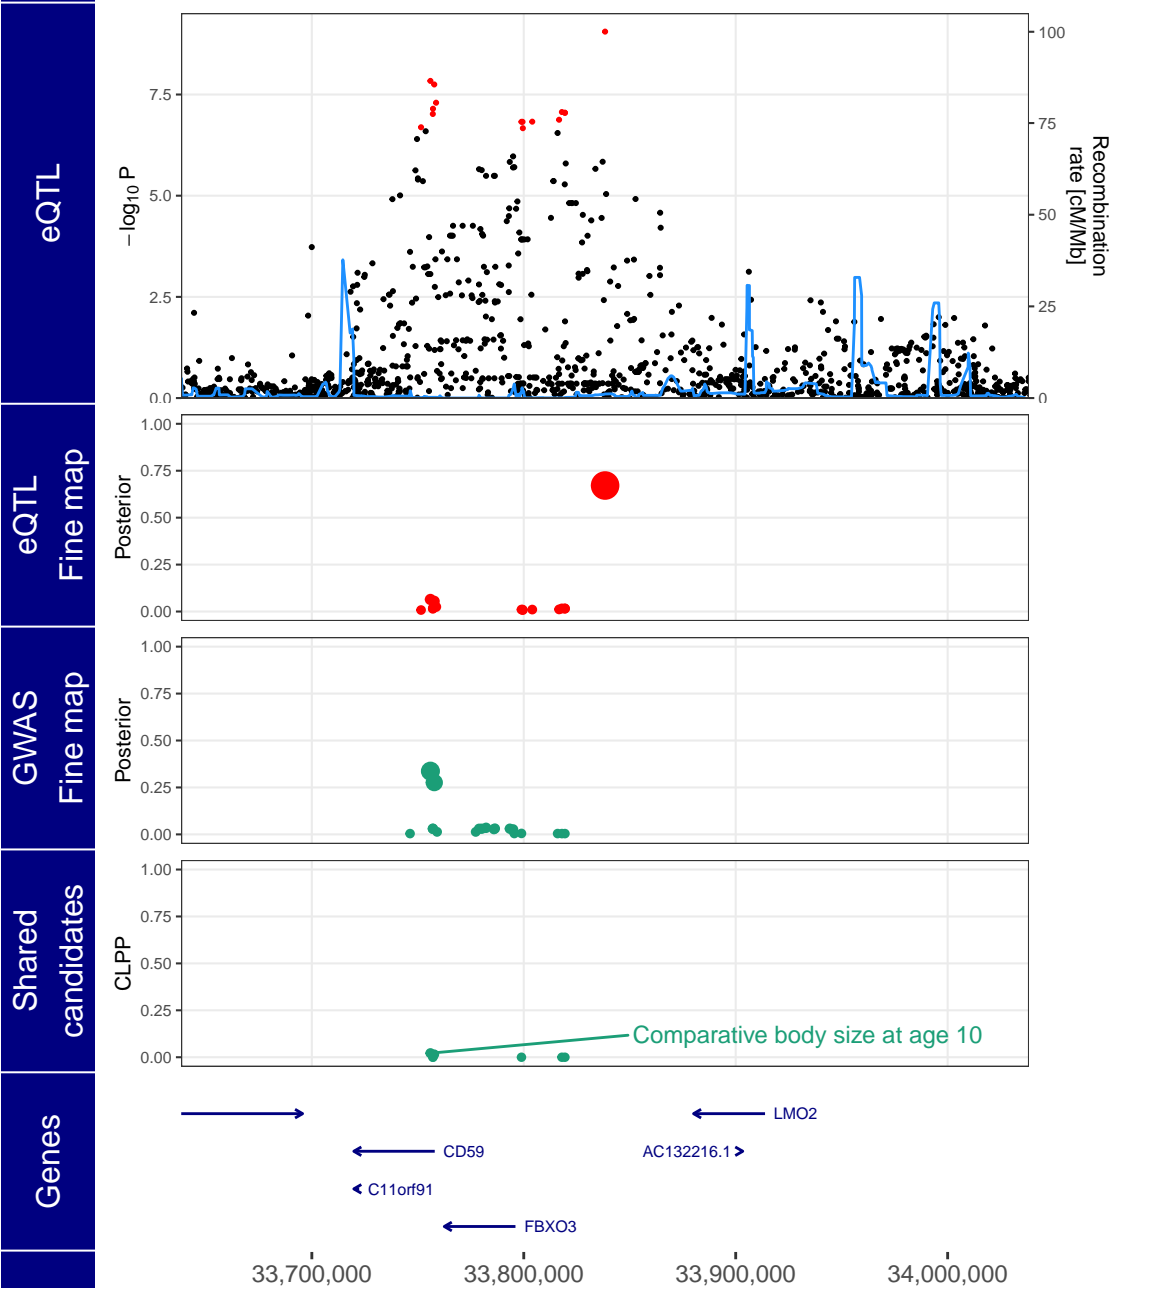 eQTL
−log10 P
7.5
5.0
2.5
0.0
100
75
50
25
0
Recombination
rate [cM/Mb]
eQTL
Fine map
Posterior
1.00
0.75
0.50
0.25
0.00
GWAS
Fine map
Posterior
1.00
0.75
0.50
0.25
0.00
Shared
candidates
CLPP
1.00
0.75
0.50
0.25
0.00
Comparative body size at age 10
Genes
LMO2
CD59
AC132216.1
C11orf91
FBXO3
33,700,000
33,800,000
33,900,000
34,000,000